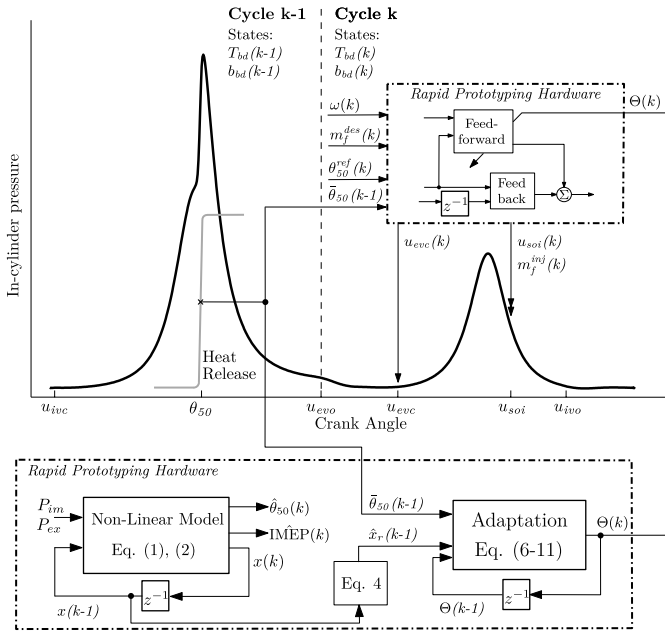 Cycle k-1
States:
T_bd(k-1)
b_bd(k-1)
Cycle k
States:
T_bd(k)
b_bd(k)
ω(k)
m_f^des(k)
θ_50^ref(k)
θ̄_50(k-1)
Rapid Prototyping Hardware
Feed-
forward
Feed
back
z⁻¹
Σ
Θ(k)
u_evc(k)
u_soi(k)
m_f^inj(k)
In-cylinder pressure
Heat
Release
u_ivc
θ_50
u_evo
u_evc
u_soi
u_ivo
Crank Angle
Rapid Prototyping Hardware
P_im
P_ex
Non-Linear Model
Eq. (1), (2)
θ̂_50(k)
IMÊP(k)
x(k)
x(k-1)
z⁻¹
Eq. 4
θ̄_50(k-1)
x̂_r(k-1)
Adaptation
Eq. (6-11)
Θ(k)
Θ(k-1)
z⁻¹